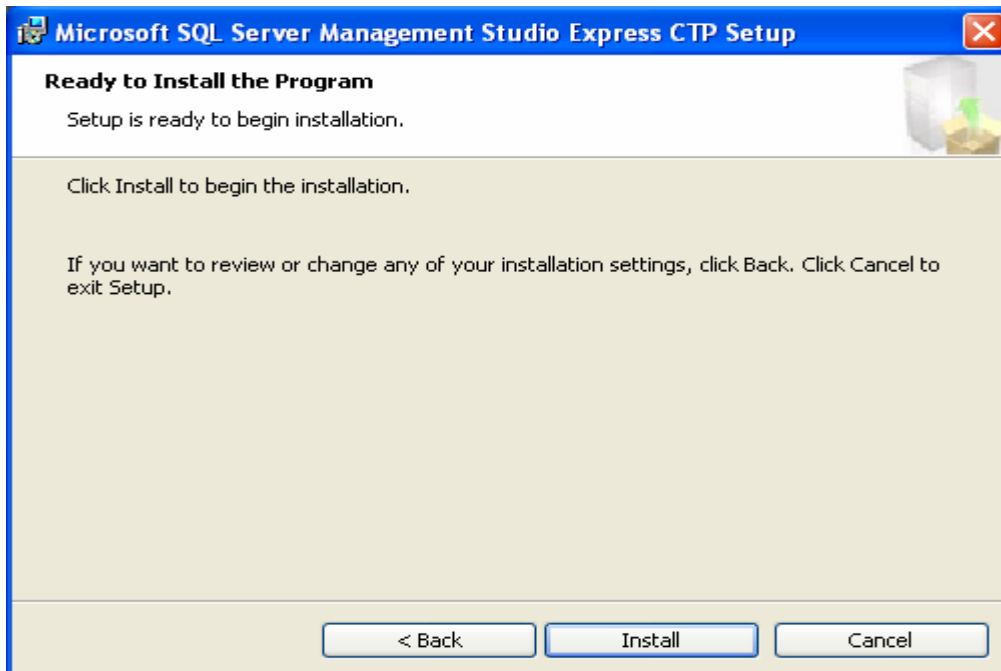 Microsoft SQL Server Management Studio Express CTP Setup
Ready to Install the Program
Setup is ready to begin installation.
Click Install to begin the installation.
If you want to review or change any of your installation settings, click Back. Click Cancel to
exit Setup.
< Back
Install
Cancel